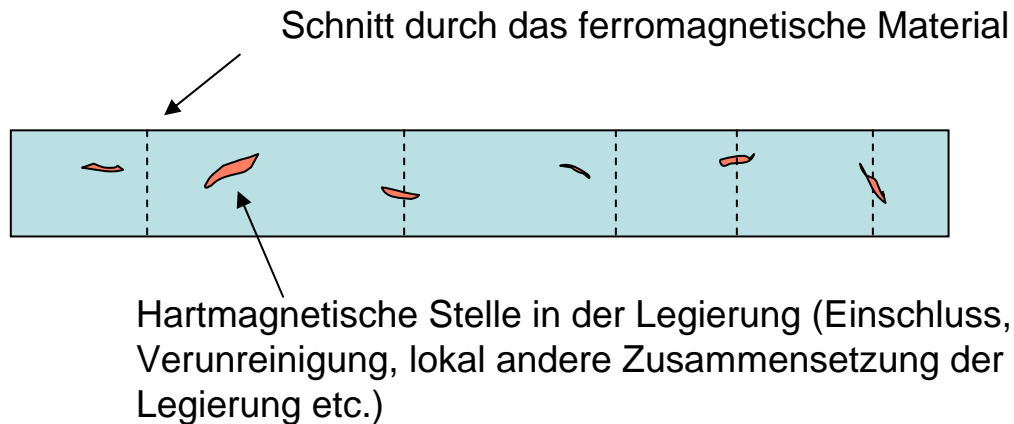 Schnitt durch das ferromagnetische Material
Hartmagnetische Stelle in der Legierung (Einschluss,
Verunreinigung, lokal andere Zusammensetzung der
Legierung etc.)